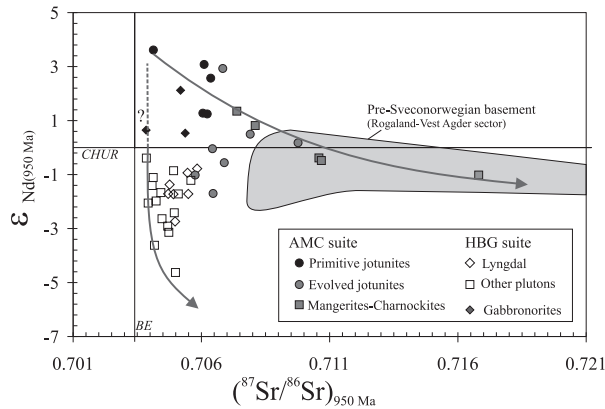 5
3
1
-1
-3
-5
-7
ε Nd(950 Ma)
?
CHUR
BE
Pre-Sveconorwegian basement
(Rogaland-Vest Agder sector)
AMC suite
Primitive jotunites
Evolved jotunites
Mangerites-Charnockites
HBG suite
Lyngdal
Other plutons
Gabbronorites
0.701
0.706
0.711
0.716
0.721
(⁸⁷Sr/⁸⁶Sr)950 Ma